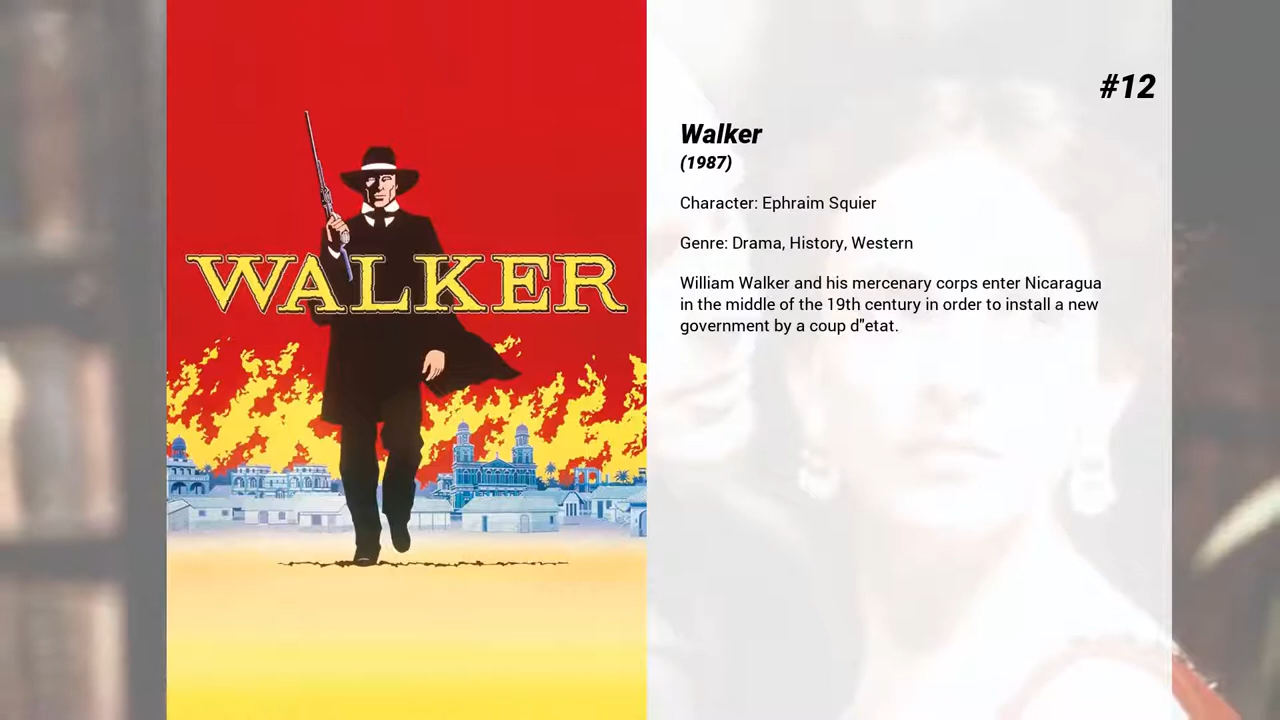 WALKER
#12
Walker
(1987)
Character: Ephraim Squier
Genre: Drama, History, Western
William Walker and his mercenary corps enter Nicaragua
in the middle of the 19th century in order to install a new
government by a coup d"etat.